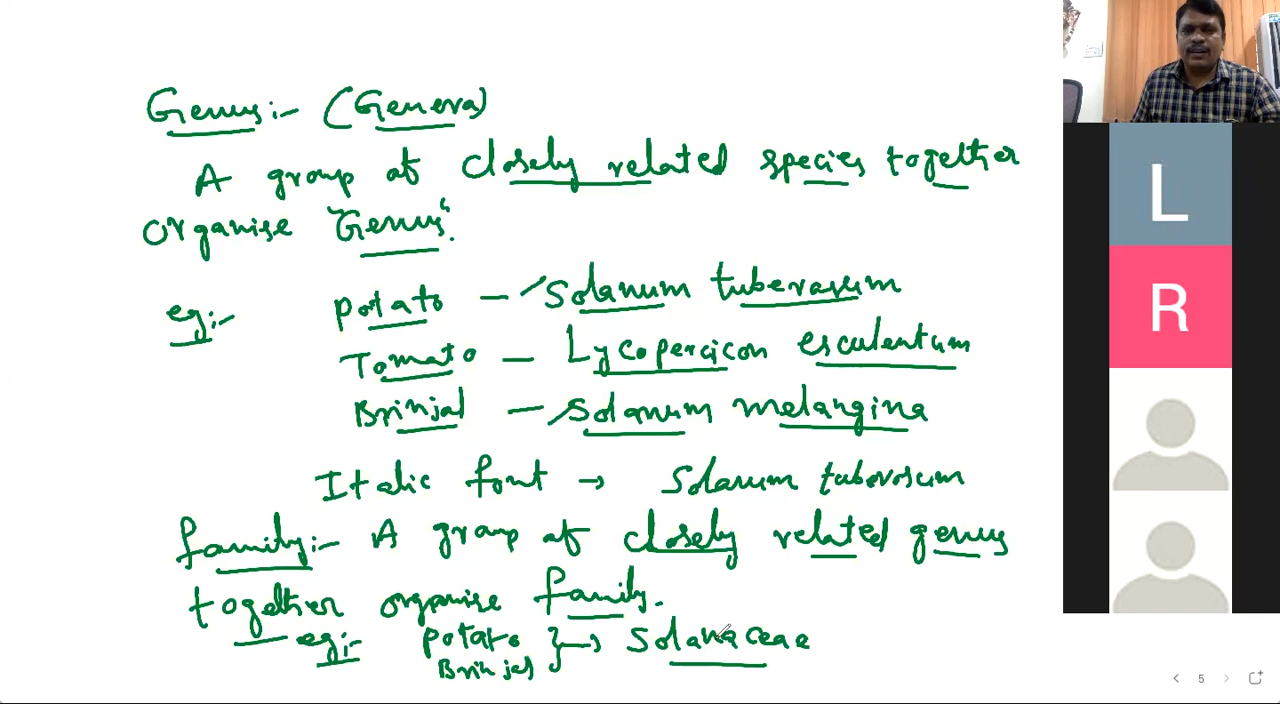 Genus:- (Genera)
A group of closely related species together
organise "Genus".
eg:- potato - Solanum tuberosum
Tomato - Lycopercicon esculentum
Brinjal - Solanum melangina
Italic font → Solanum tuberosum
family:- A group of closely related genus
together organise family.
eg:- potato } → Solanaceae
Brinjal
L
R
5